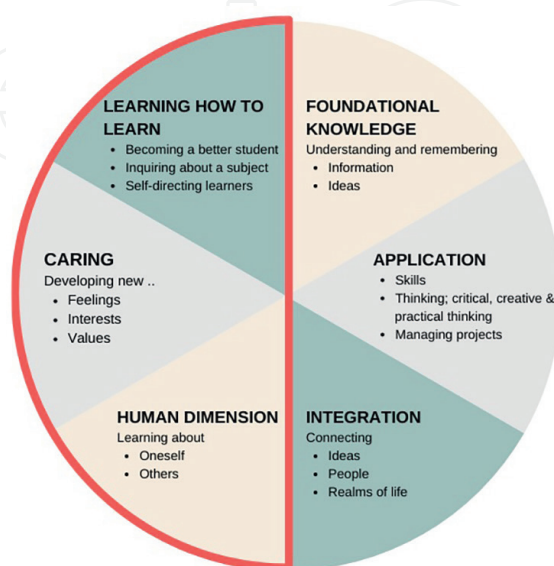 LEARNING HOW TO
LEARN
• Becoming a better student
• Inquiring about a subject
• Self-directing learners
FOUNDATIONAL
KNOWLEDGE
Understanding and remembering
• Information
• Ideas
CARING
Developing new ..
• Feelings
• Interests
• Values
APPLICATION
• Skills
• Thinking; critical, creative &
practical thinking
• Managing projects
HUMAN DIMENSION
Learning about
• Oneself
• Others
INTEGRATION
Connecting
• Ideas
• People
• Realms of life